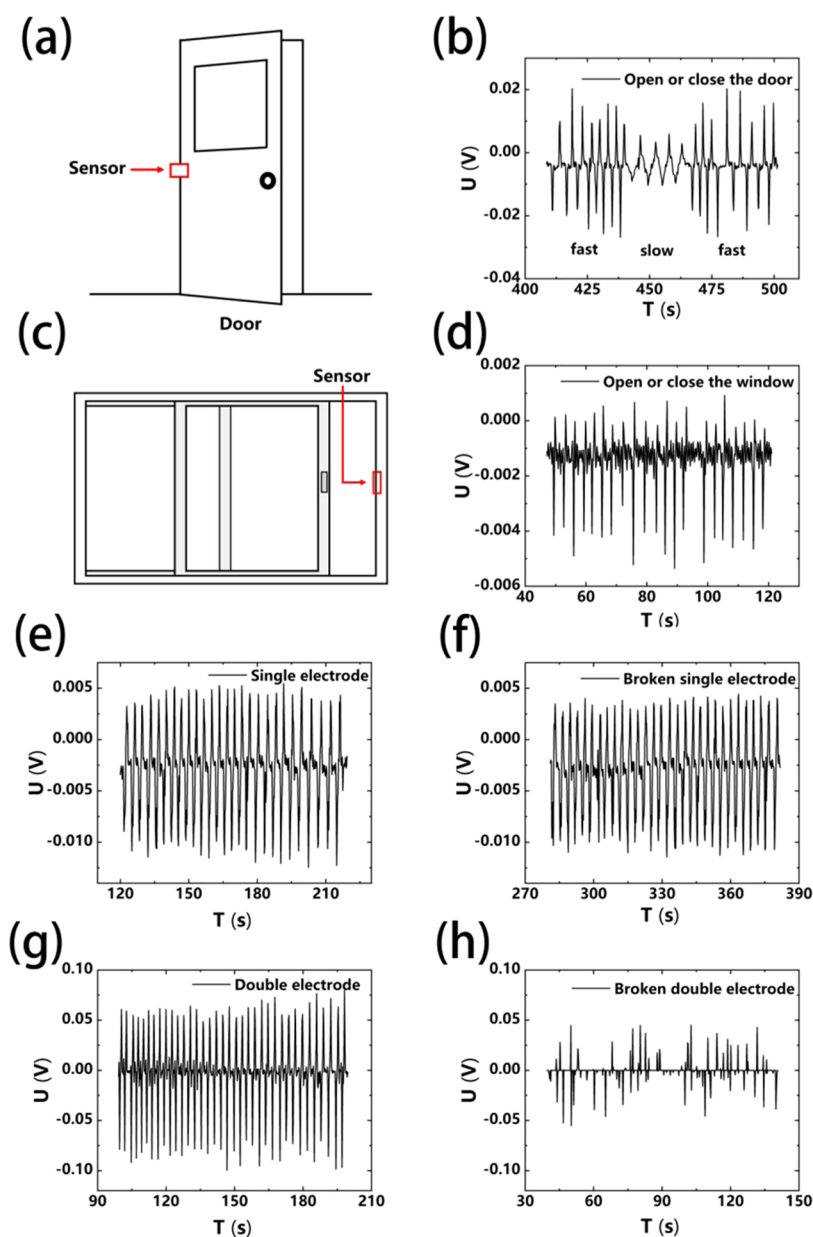 (a)
Sensor
Door
(b)
Open or close the door
0.02
0.00
-0.02
-0.04
U (V)
fast slow fast
400 425 450 475 500
T (s)
(c)
Sensor
(d)
Open or close the window
0.002
0.000
-0.002
-0.004
-0.006
U (V)
40 60 80 100 120
T (s)
(e)
Single electrode
0.005
0.000
-0.005
-0.010
U (V)
120 150 180 210
T (s)
(f)
Broken single electrode
0.005
0.000
-0.005
-0.010
U (V)
270 300 330 360 390
T (s)
(g)
Double electrode
0.10
0.05
0.00
-0.05
-0.10
U (V)
90 120 150 180 210
T (s)
(h)
Broken double electrode
0.10
0.05
0.00
-0.05
-0.10
U (V)
30 60 90 120 150
T (s)